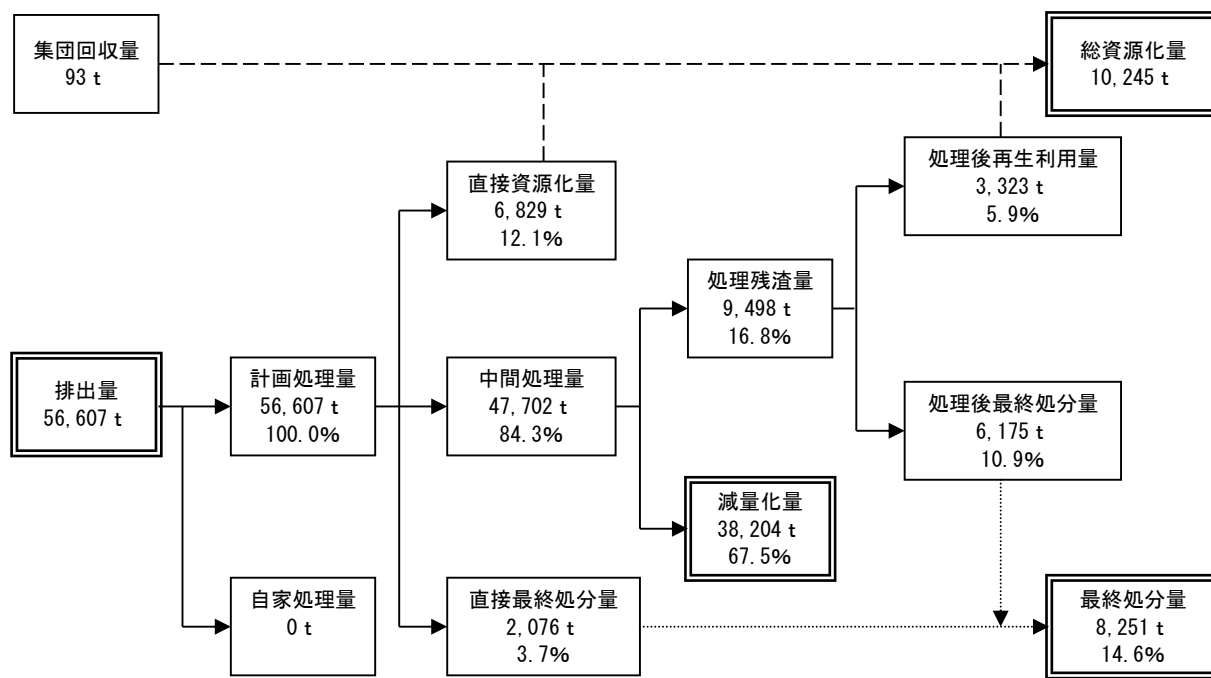 集団回収量
93 t
総資源化量
10,245 t
直接資源化量
6,829 t
12.1%
処理後再生利用量
3,323 t
5.9%
処理残渣量
9,498 t
16.8%
排出量
56,607 t
計画処理量
56,607 t
100.0%
中間処理量
47,702 t
84.3%
処理後最終処分量
6,175 t
10.9%
減量化量
38,204 t
67.5%
自家処理量
0 t
直接最終処分量
2,076 t
3.7%
最終処分量
8,251 t
14.6%